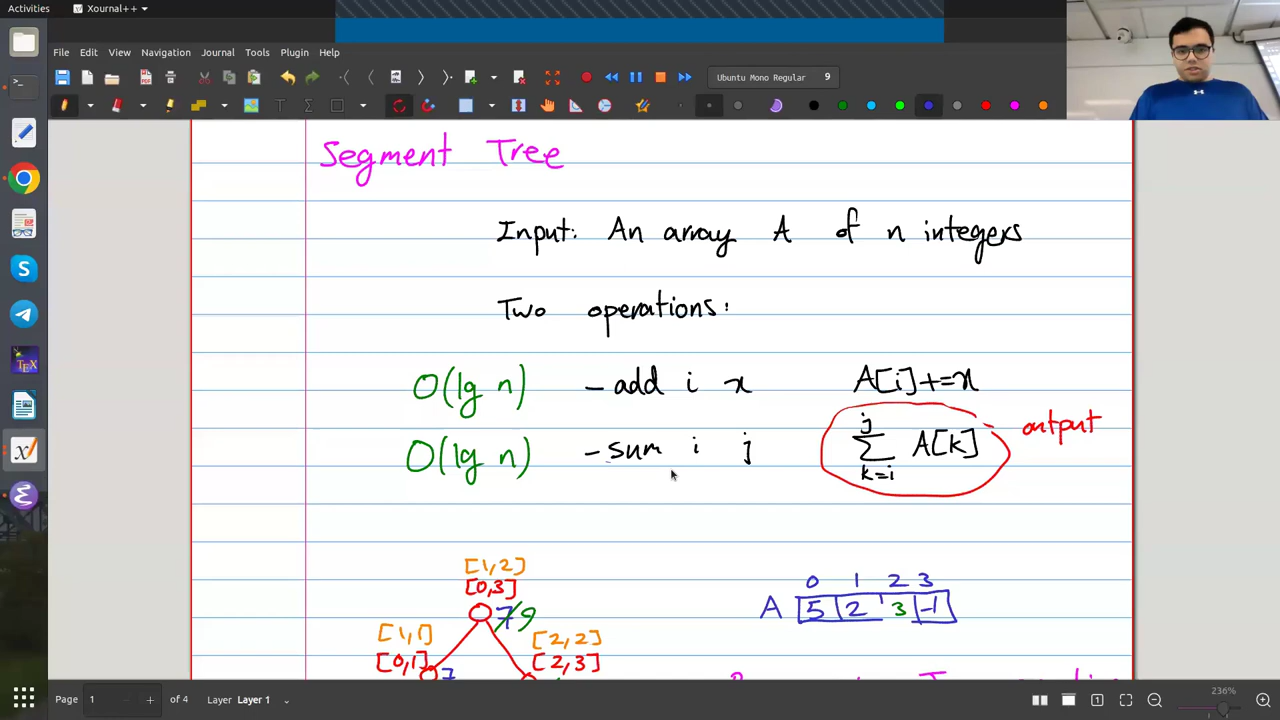 Activities Xournal++
File Edit View Navigation Journal Tools Plugin Help
Ubuntu Mono Regular 9
Segment Tree
Input: An array A of n integers
Two operations:
O(lg n) - add i x A[i]+=x
O(lg n) - sum i j j ∑ k=i A[k] output
[1,2]
[0,3] 0 1 2 3
7 9 A 5 2 3 -1
[1,1] [2,2]
[0,1] [2,3]
7
Page 1 of 4 Layer Layer 1 236%